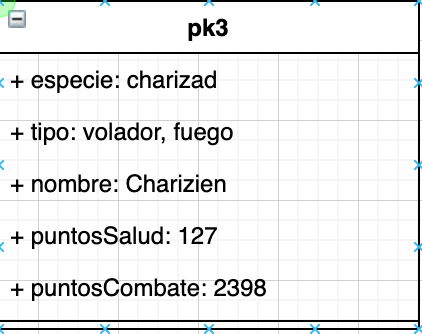 pk3
+ especie: charizad
+ tipo: volador, fuego
+ nombre: Charizien
+ puntosSalud: 127
+ puntosCombate: 2398